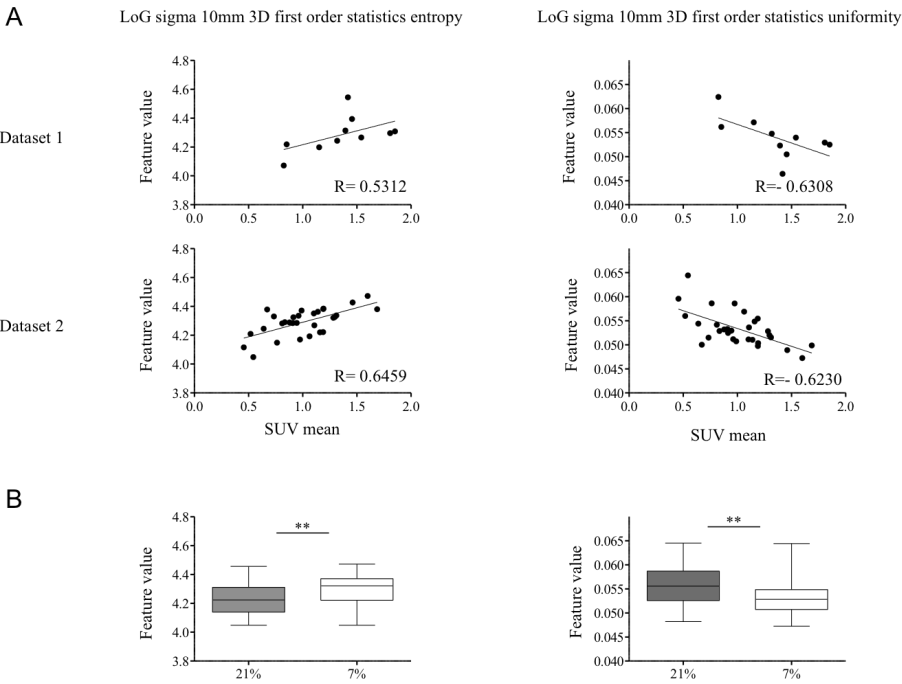 A
LoG sigma 10mm 3D first order statistics entropy
LoG sigma 10mm 3D first order statistics uniformity
Dataset 1
Feature value
4.8
4.6
4.4
4.2
4.0
3.8
0.0 0.5 1.0 1.5 2.0
R= 0.5312
Feature value
0.065
0.060
0.055
0.050
0.045
0.040
0.0 0.5 1.0 1.5 2.0
R=- 0.6308
Dataset 2
Feature value
4.8
4.6
4.4
4.2
4.0
3.8
0.0 0.5 1.0 1.5 2.0
R= 0.6459
SUV mean
Feature value
0.065
0.060
0.055
0.050
0.045
0.040
0.0 0.5 1.0 1.5 2.0
R=- 0.6230
SUV mean
B
Feature value
4.8
4.6
4.4
4.2
4.0
3.8
**
21% 7%
Feature value
0.065
0.060
0.055
0.050
0.045
0.040
**
21% 7%